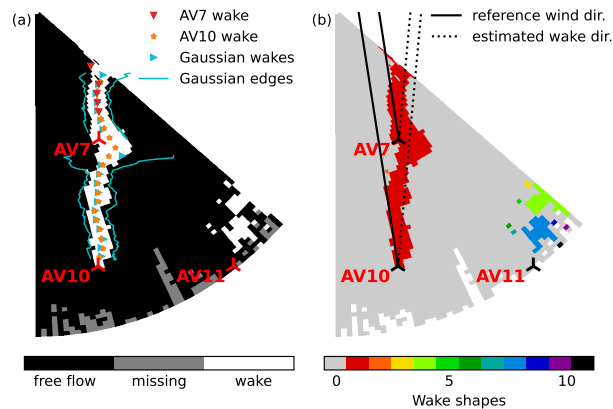 (a)
AV7 wake
AV10 wake
Gaussian wakes
Gaussian edges
AV7
AV10
AV11
free flow missing wake
(b)
reference wind dir.
estimated wake dir.
AV7
AV10
AV11
0 5 10
Wake shapes